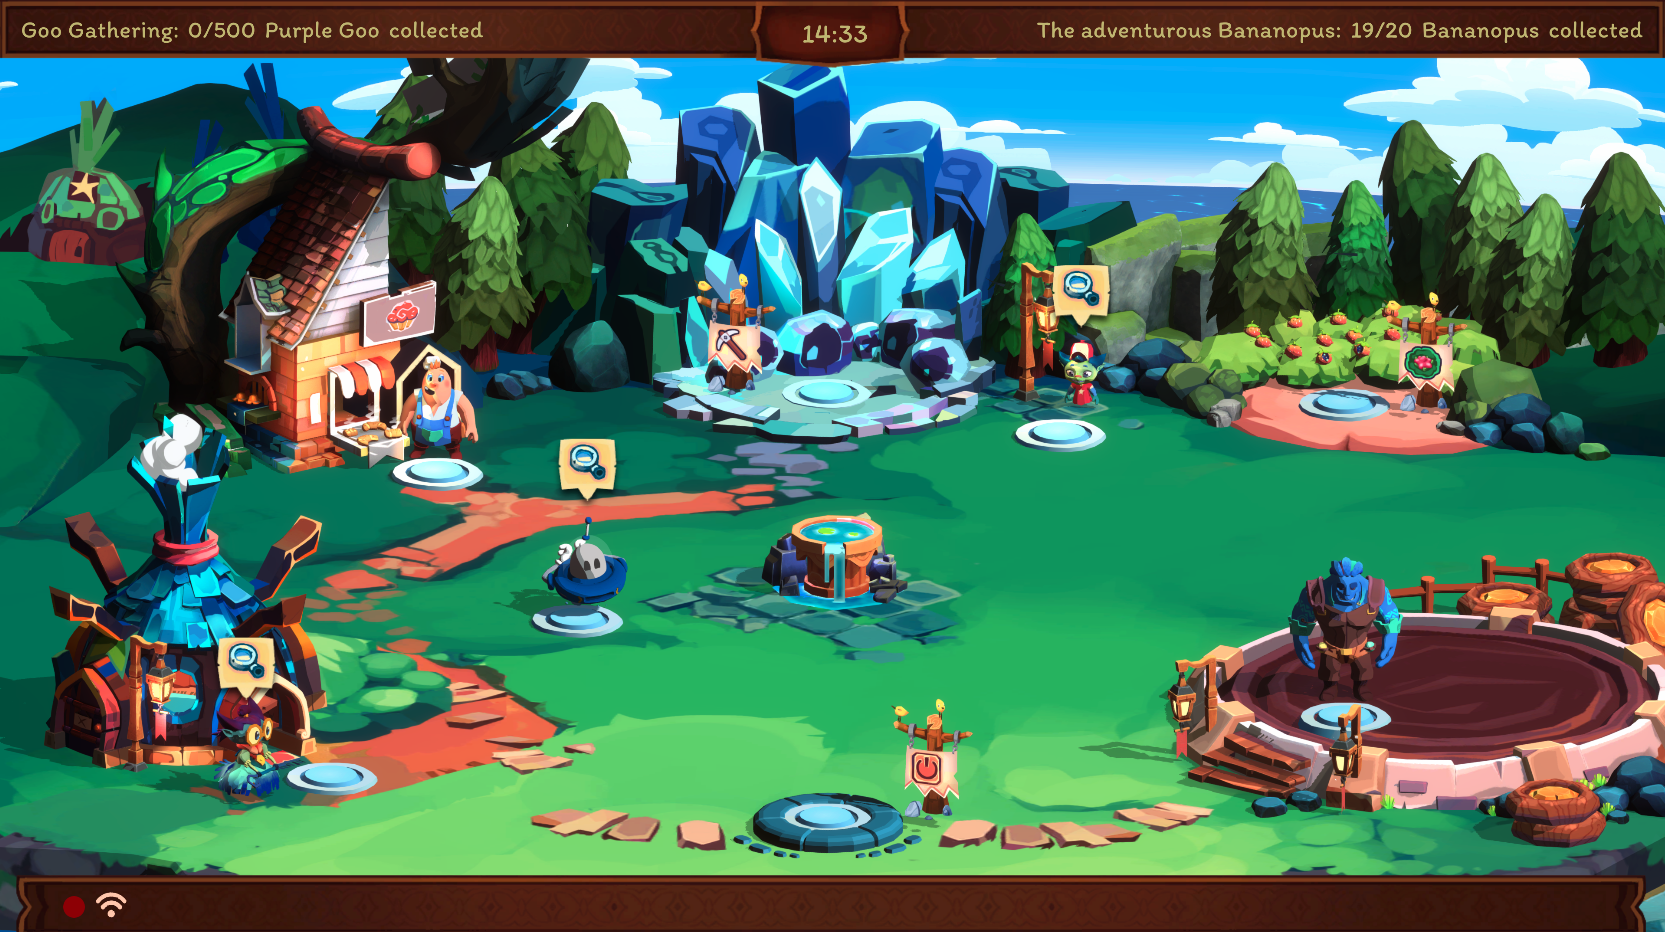 Goo Gathering: 0/500 Purple Goo collected
14:33
The adventurous Bananopus: 19/20 Bananopus collected